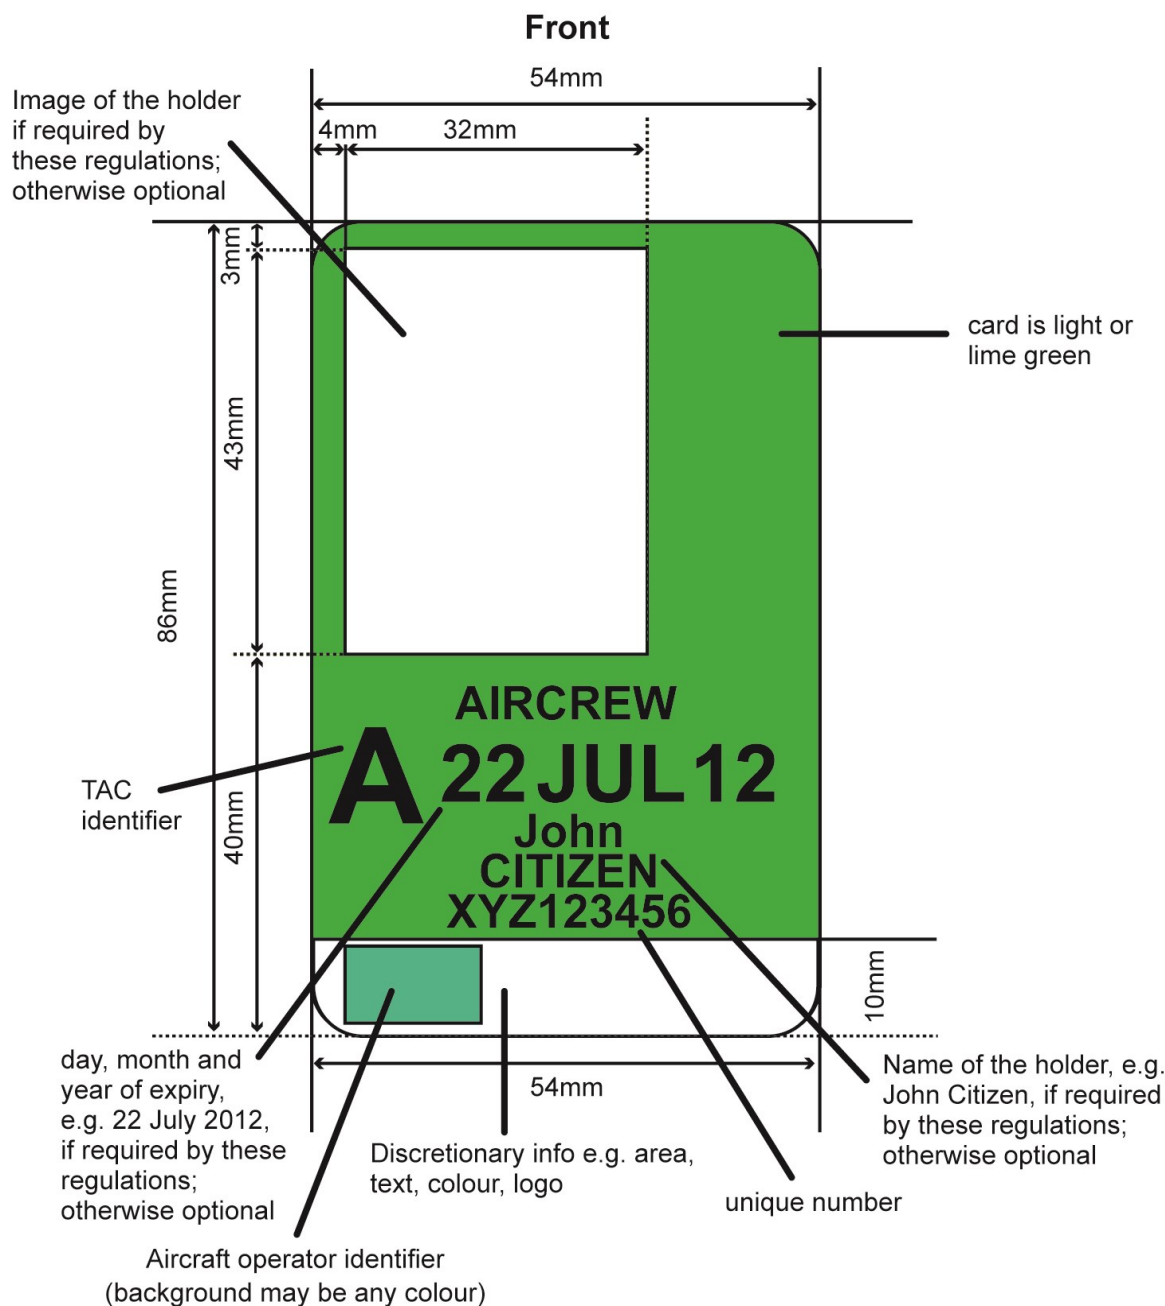 Front
54mm
Image of the holder
if required by
these regulations;
otherwise optional
4mm
32mm
3mm
43mm
86mm
40mm
card is light or
lime green
AIRCREW
A
22 JUL 12
John
CITIZEN
XYZ123456
TAC
identifier
10mm
54mm
day, month and
year of expiry,
e.g. 22 July 2012,
if required by these
regulations;
otherwise optional
Discretionary info e.g. area,
text, colour, logo
Name of the holder, e.g.
John Citizen, if required
by these regulations;
otherwise optional
unique number
Aircraft operator identifier
(background may be any colour)